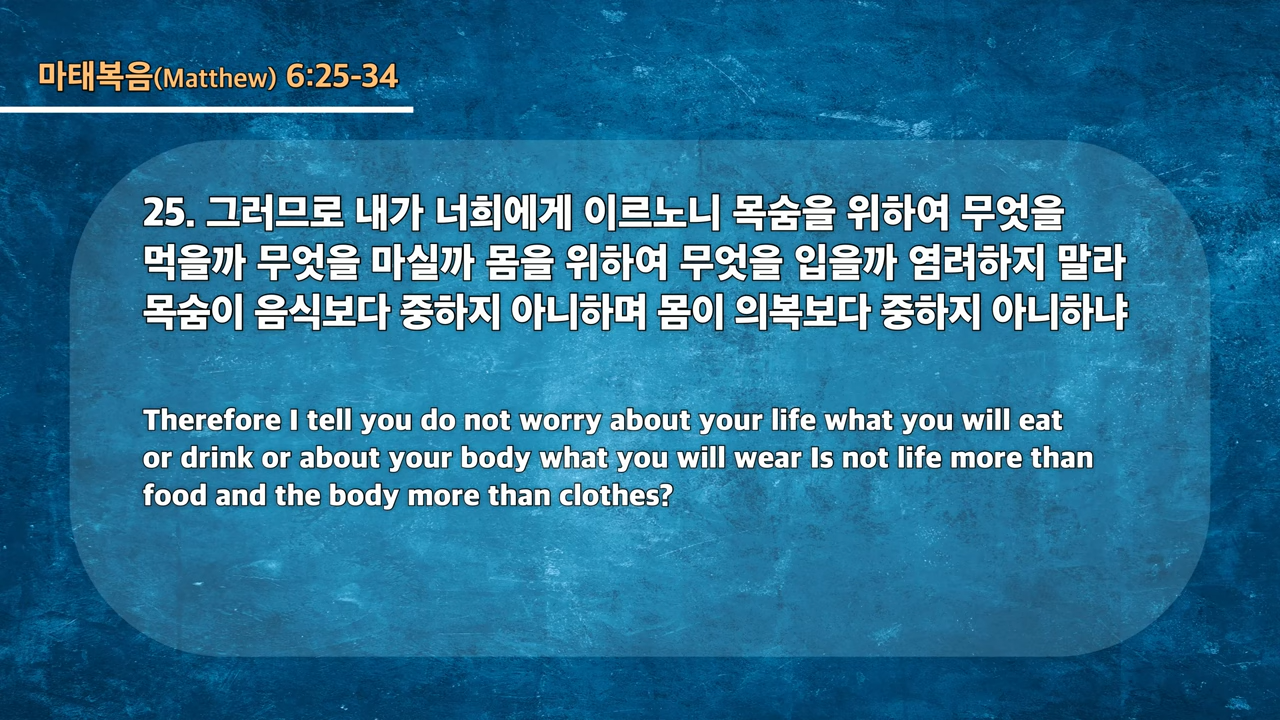 마태복음(Matthew) 6:25-34
25. 그러므로 내가 너희에게 이르노니 목숨을 위하여 무엇을
먹을까 무엇을 마실까 몸을 위하여 무엇을 입을까 염려하지 말라
목숨이 음식보다 중하지 아니하며 몸이 의복보다 중하지 아니하냐
Therefore I tell you do not worry about your life what you will eat
or drink or about your body what you will wear Is not life more than
food and the body more than clothes?